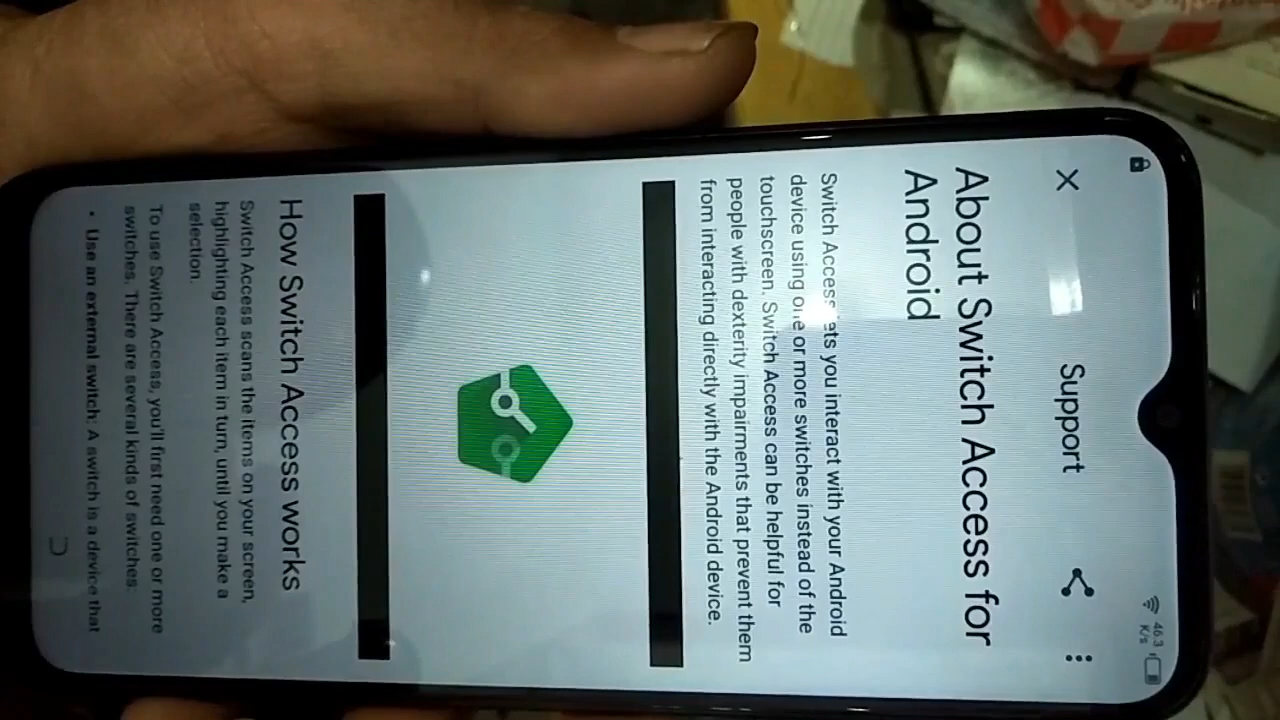 46.3
K/s
Support
About Switch Access for
Android
Switch Access lets you interact with your Android
device using one or more switches instead of the
touchscreen. Switch Access can be helpful for
people with dexterity impairments that prevent them
from interacting directly with the Android device.
How Switch Access works
Switch Access scans the items on your screen,
highlighting each item in turn, until you make a
selection.
To use Switch Access, you'll first need one or more
switches. There are several kinds of switches:
• Use an external switch: A switch is a device that